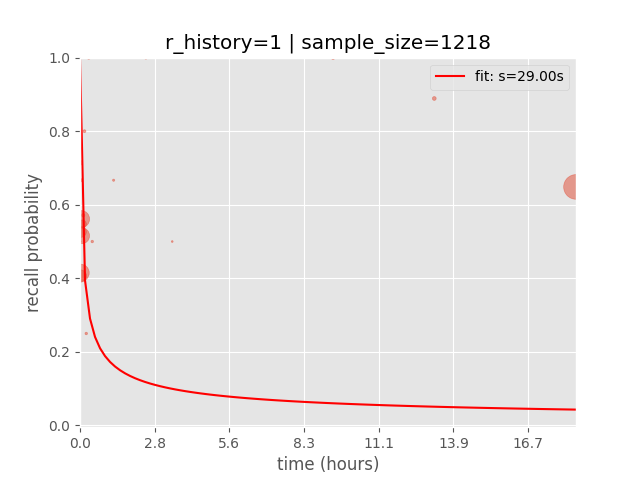 r_history=1 | sample_size=1218
fit: s=29.00s
recall probability
1.0
0.8
0.6
0.4
0.2
0.0
0.0 2.8 5.6 8.3 11.1 13.9 16.7
time (hours)